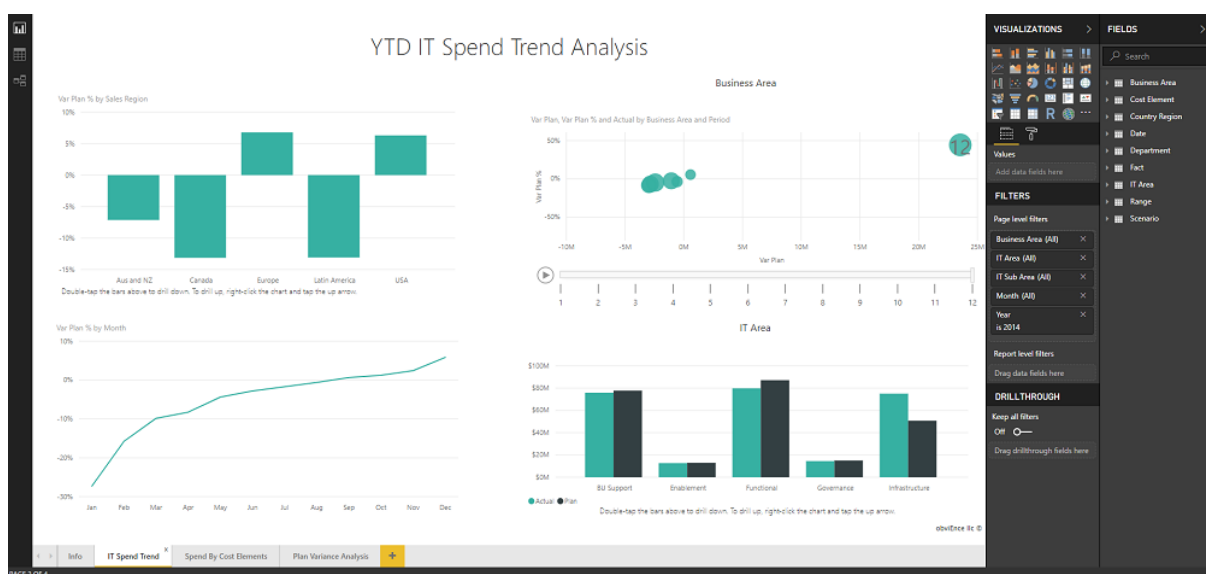 YTD IT Spend Trend Analysis
Var Plan % by Sales Region
10%
5%
0%
-5%
-10%
-15%
Aus and NZ Canada Europe Latin America USA
Double-tap the bars above to drill down. To drill up, right-click the chart and tap the up arrow.
Business Area
Var Plan, Var Plan % and Actual by Business Area and Period
Var Plan %
50%
0%
-50%
12
-10M -5M 0M 5M 10M 15M 20M 25M
Var Plan
1 2 3 4 5 6 7 8 9 10 11 12
Var Plan % by Month
10%
0%
-10%
-20%
-30%
Jan Feb Mar Apr May Jun Jul Aug Sep Oct Nov Dec
IT Area
$100M
$80M
$60M
$40M
$20M
$0M
BU Support Enablement Functional Governance Infrastructure
Actual Plan
Double-tap the bars above to drill down. To drill up, right-click the chart and tap the up arrow.
obviEnce llc ©
Info IT Spend Trend x Spend By Cost Elements Plan Variance Analysis +
PAGE 2 OF 4
VISUALIZATIONS
R
Values
Add data fields here
FILTERS
Page level filters
Business Area (All)
IT Area (All)
IT Sub Area (All)
Month (All)
Year
is 2014
Report level filters
Drag data fields here
DRILLTHROUGH
Keep all filters
Off
Drag drillthrough fields here
FIELDS
Search
Business Area
Cost Element
Country Region
Date
Department
Fact
IT Area
Range
Scenario